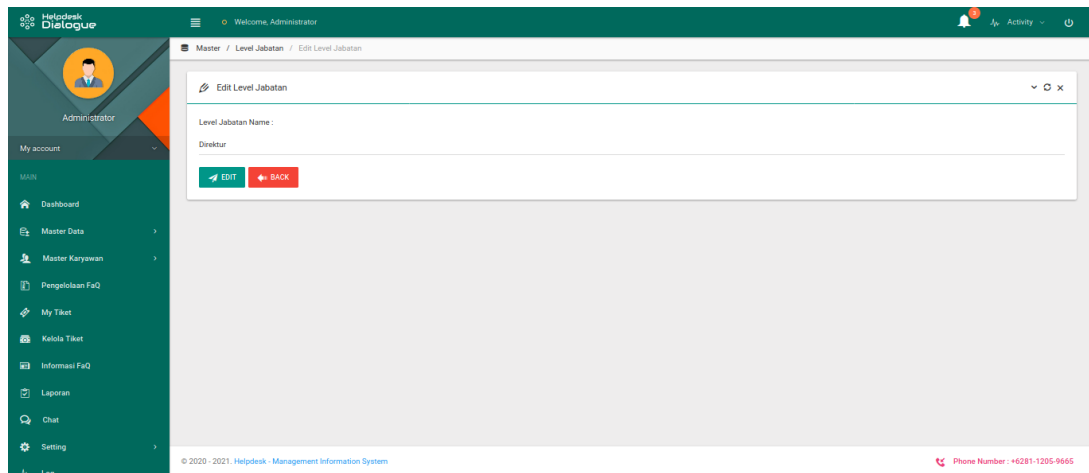 Helpdesk
Dialogue
Welcome, Administrator
3
Activity
Administrator
My account
MAIN
Dashboard
Master Data
Master Karyawan
Pengelolaan FaQ
My Tiket
Kelola Tiket
Informasi FaQ
Laporan
Chat
Setting
Log
Master / Level Jabatan / Edit Level Jabatan
Edit Level Jabatan
Level Jabatan Name :
Direktur
EDIT
BACK
© 2020 - 2021. Helpdesk - Management Information System
Phone Number : +6281-1205-9665